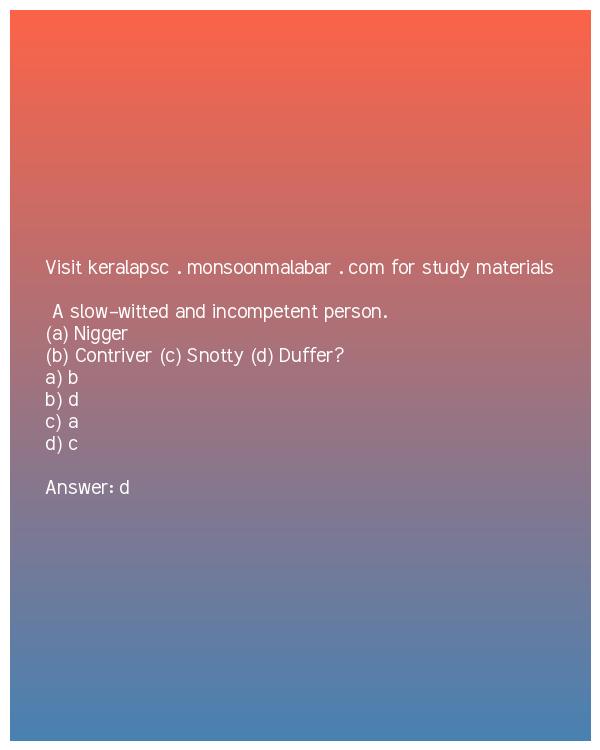 Visit keralapsc . monsoonmalabar . com for study materials
A slow-witted and incompetent person.
(a) Nigger
(b) Contriver (c) Snotty (d) Duffer?
a) b
b) d
c) a
d) c
Answer: d